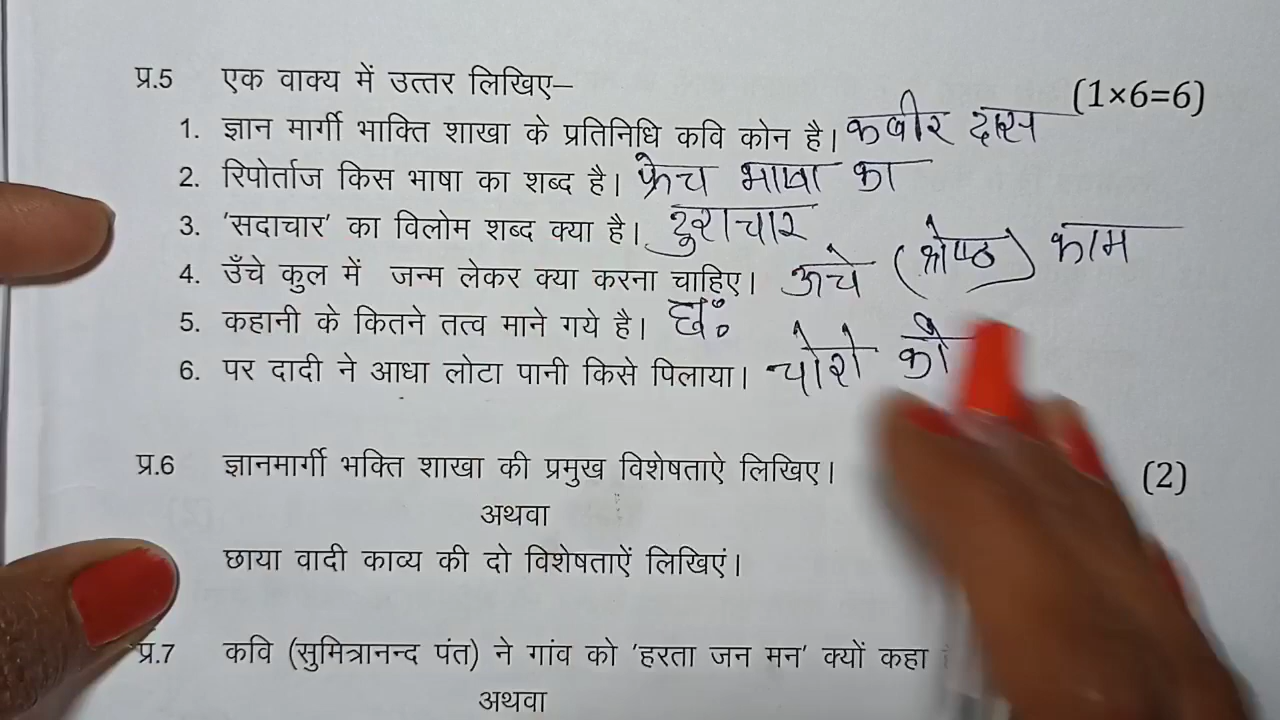 प्र.5 एक वाक्य में उत्तर लिखिए– (1×6=6)
1. ज्ञान मार्गी भाक्ति शाखा के प्रतिनिधि कवि कोन है। कबीर दास
2. रिपोर्ताज किस भाषा का शब्द है। फ्रेच भाषा का
3. 'सदाचार' का विलोम शब्द क्या है। दुराचार
4. उँचे कुल में जन्म लेकर क्या करना चाहिए। ऊचे (श्रेष्ठ) काम
5. कहानी के कितने तत्व माने गये है। छः
6. पर दादी ने आधा लोटा पानी किसे पिलाया। चोरो को
प्र.6 ज्ञानमार्गी भक्ति शाखा की प्रमुख विशेषताऐ लिखिए। (2)
अथवा
छाया वादी काव्य की दो विशेषताऐं लिखिएं।
प्र.7 कवि (सुमित्रानन्द पंत) ने गांव को 'हरता जन मन' क्यों कहा
अथवा